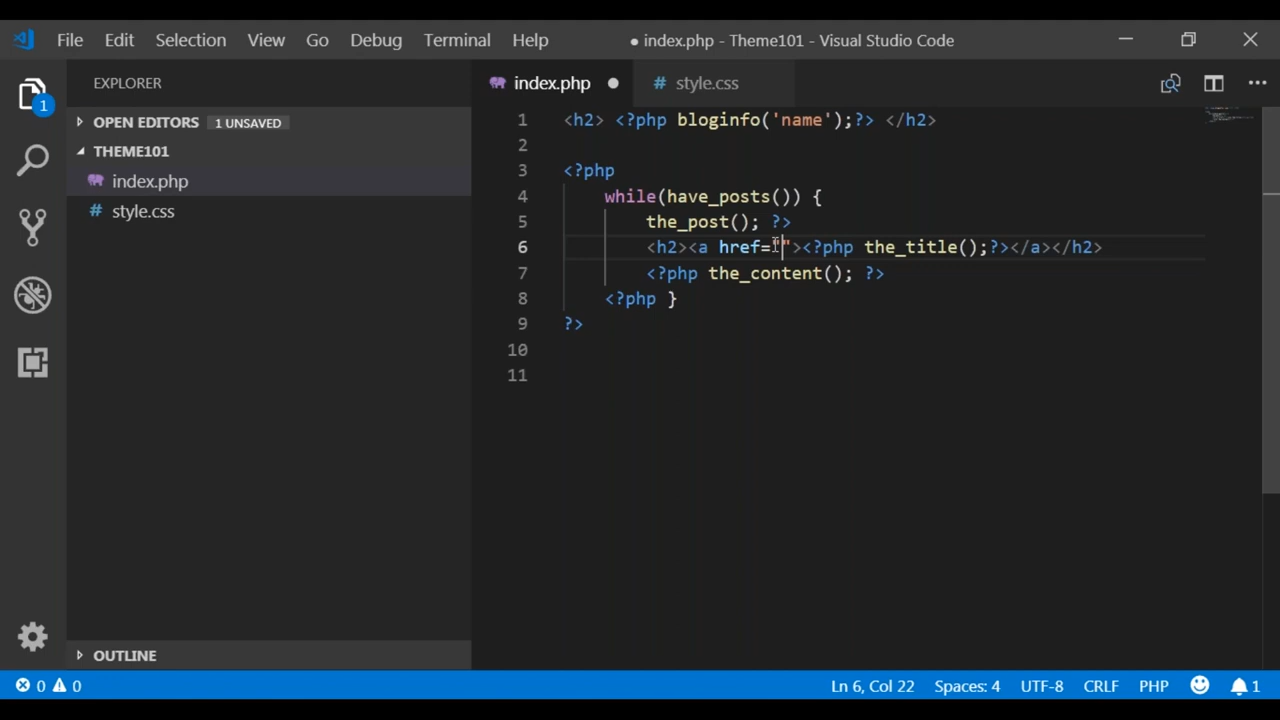 File Edit Selection View Go Debug Terminal Help ● index.php - Theme101 - Visual Studio Code
EXPLORER
index.php
# style.css
OPEN EDITORS 1 UNSAVED
THEME101
index.php
# style.css
OUTLINE
1
1 <h2> <?php bloginfo('name');?> </h2>
2
3 <?php
4 while(have_posts()) {
5 the_post(); ?>
6 <h2><a href=""><?php the_title();?></a></h2>
7 <?php the_content(); ?>
8 <?php }
9 ?>
10
11
0 0 Ln 6, Col 22 Spaces: 4 UTF-8 CRLF PHP 1